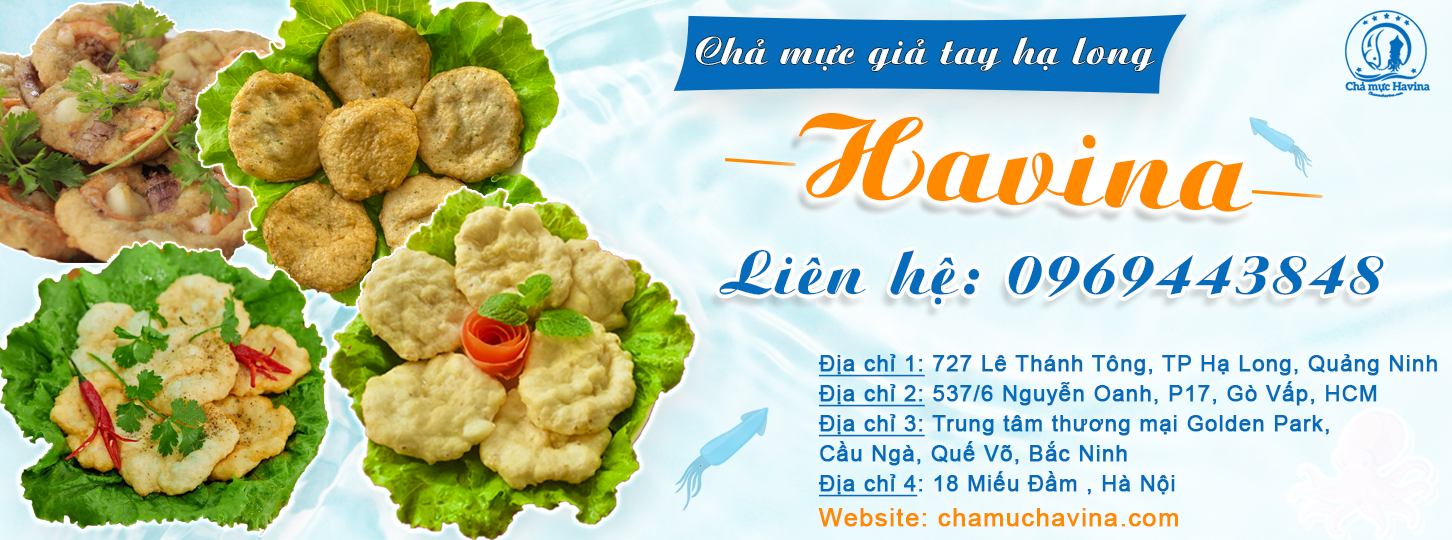 Chả mực giã tay hạ long
Chả mực Havina
Chamuchavina.com
Havina
Liên hệ: 0969443848
Địa chỉ 1: 727 Lê Thánh Tông, TP Hạ Long, Quảng Ninh
Địa chỉ 2: 537/6 Nguyễn Oanh, P17, Gò Vấp, HCM
Địa chỉ 3: Trung tâm thương mại Golden Park,
Cầu Ngà, Quế Võ, Bắc Ninh
Địa chỉ 4: 18 Miếu Đầm , Hà Nội
Website: chamuchavina.com